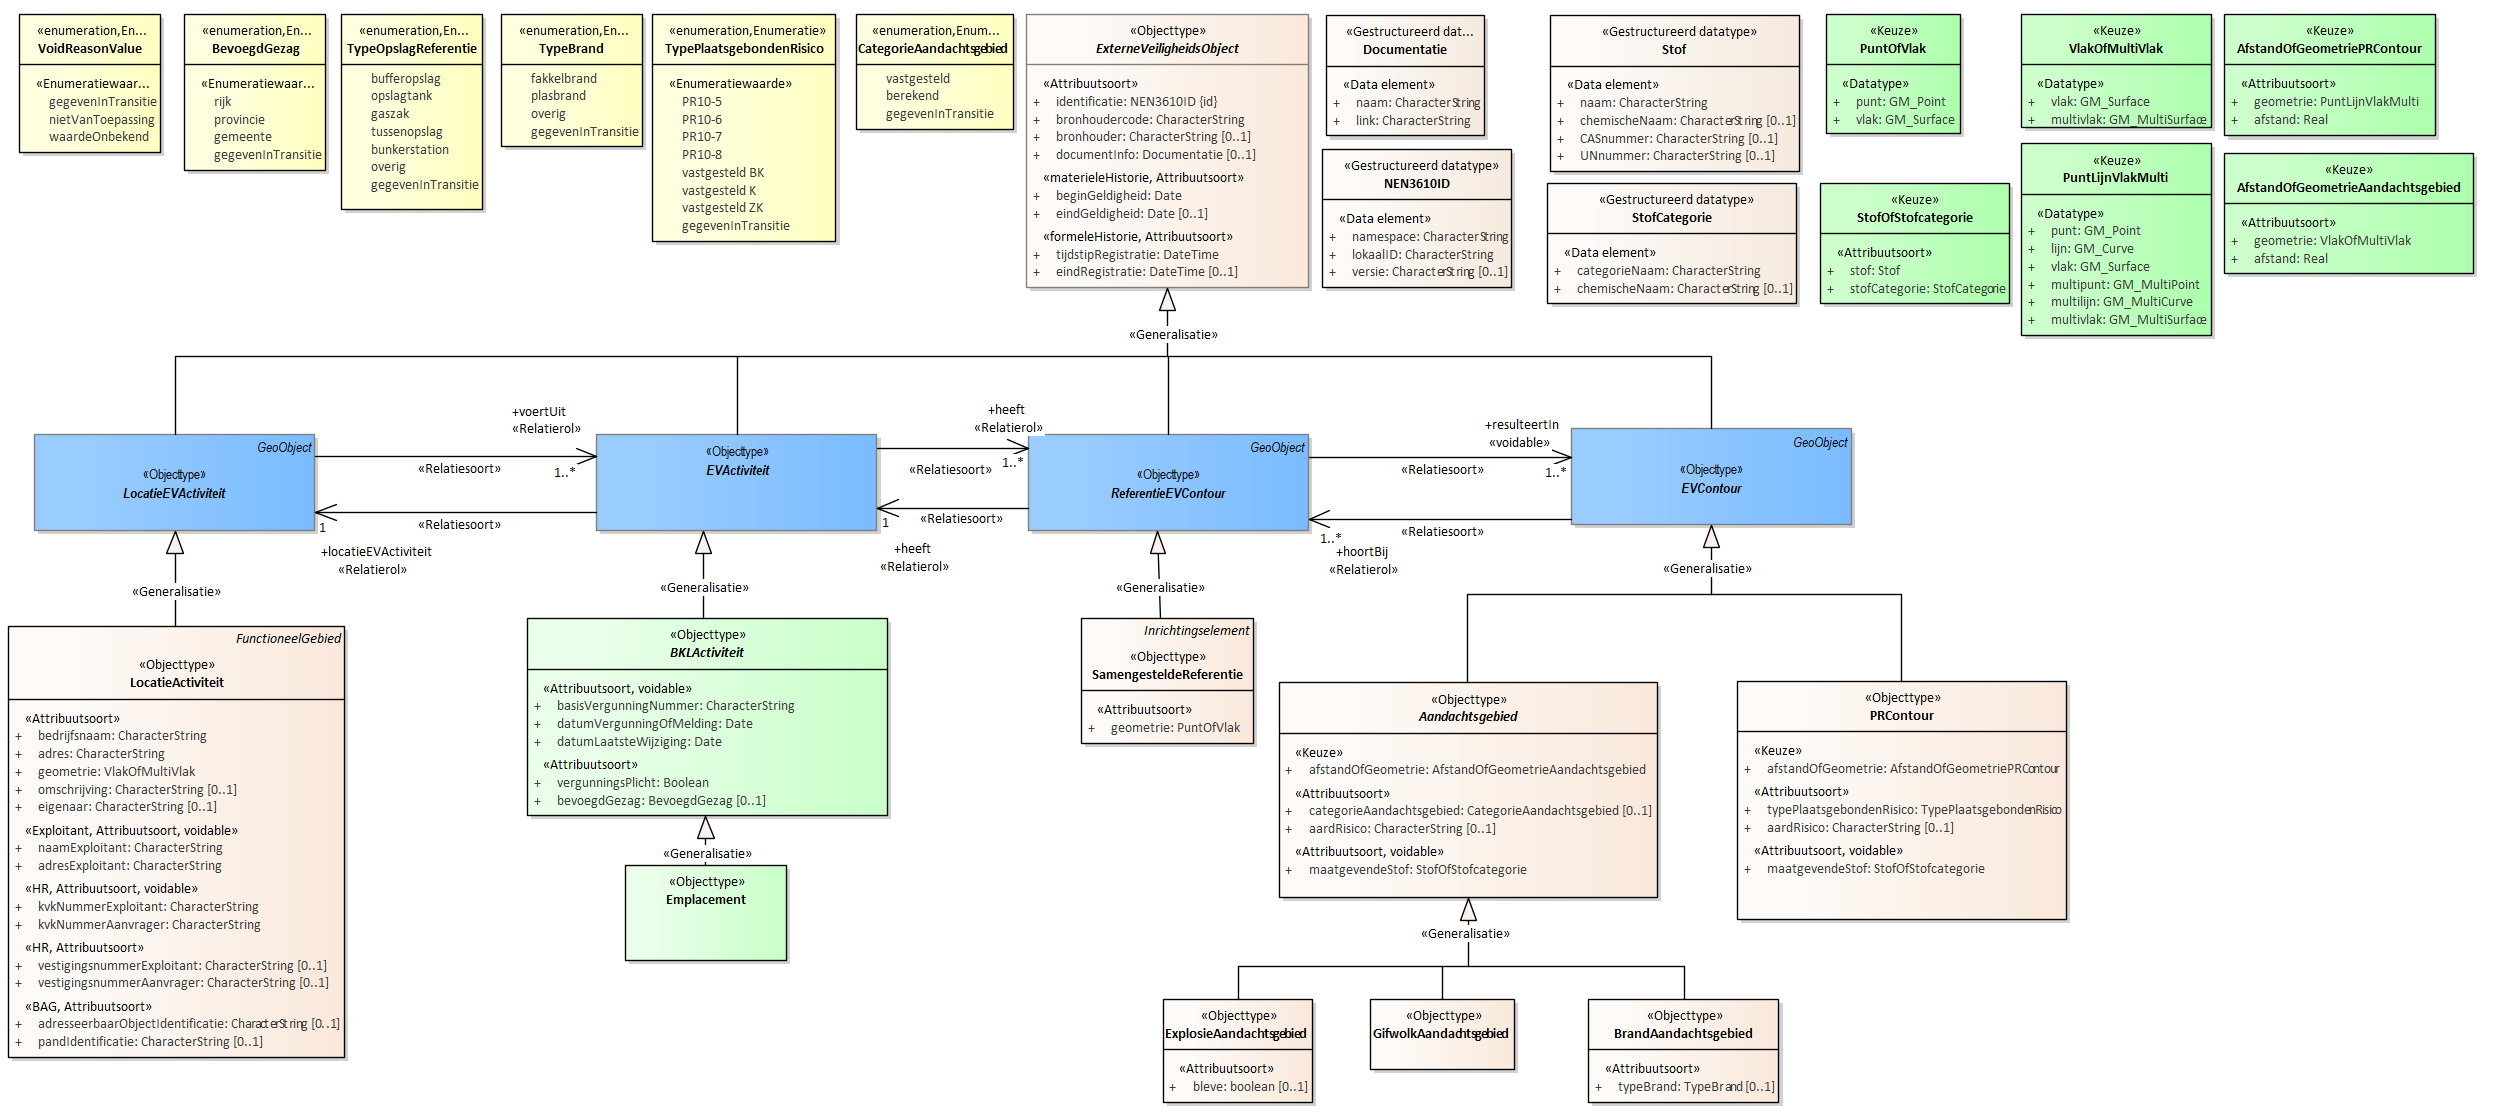 «enumeration,En...
VoidReasonValue
«Enumeratiewaar...
gegevenInTransitie
nietVanToepassing
waardeOnbekend
«enumeration,En...
BevoegdGezag
«Enumeratiewaar...
rijk
provincie
gemeente
gegevenInTransitie
«enumeration,En...
TypeOpslagReferentie
bufferopslag
opslagtank
gaszak
tussenopslag
bunkerstation
overig
gegevenInTransitie
«enumeration,En...
TypeBrand
fakkelbrand
plasbrand
overig
gegevenInTransitie
«enumeration,Enumeratie»
TypePlaatsgebondenRisico
«Enumeratiewaarde»
PR10-5
PR10-6
PR10-7
PR10-8
vastgesteld BK
vastgesteld K
vastgesteld ZK
gegevenInTransitie
«enumeration,Enum...
CategorieAandachtsgebied
vastgesteld
berekend
gegevenInTransitie
«Objecttype»
ExterneVeiligheidsObject
«Attribuutsoort»
+ identificatie: NEN3610ID {id}
+ bronhoudercode: CharacterString
+ bronhouder: CharacterString [0..1]
+ documentInfo: Documentatie [0..1]
«materieleHistorie, Attribuutsoort»
+ beginGeldigheid: Date
+ eindGeldigheid: Date [0..1]
«formeleHistorie, Attribuutsoort»
+ tijdstipRegistratie: DateTime
+ eindRegistratie: DateTime [0..1]
«Gestructureerd dat...
Documentatie
«Data element»
+ naam: CharacterString
+ link: CharacterString
«Gestructureerd datatype»
NEN3610ID
«Data element»
+ namespace: CharacterString
+ lokaalID: CharacterString
+ versie: CharacterString [0..1]
«Gestructureerd datatype»
Stof
«Data element»
+ naam: CharacterString
+ chemischeNaam: CharacterString [0..1]
+ CASnummer: CharacterString [0..1]
+ UNnummer: CharacterString [0..1]
«Gestructureerd datatype»
StofCategorie
«Data element»
+ categorieNaam: CharacterString
+ chemischeNaam: CharacterString [0..1]
«Keuze»
PuntOfVlak
«Datatype»
+ punt: GM_Point
+ vlak: GM_Surface
«Keuze»
StofOfStofcategorie
«Attribuutsoort»
+ stof: Stof
+ stofCategorie: StofCategorie
«Keuze»
VlakOfMultiVlak
«Datatype»
+ vlak: GM_Surface
+ multivlak: GM_MultiSurface
«Keuze»
PuntLijnVlakMulti
«Datatype»
+ punt: GM_Point
+ lijn: GM_Curve
+ vlak: GM_Surface
+ multipunt: GM_MultiPoint
+ multilijn: GM_MultiCurve
+ multivlak: GM_MultiSurface
«Keuze»
AfstandOfGeometriePRContour
«Attribuutsoort»
+ geometrie: PuntLijnVlakMulti
+ afstand: Real
«Keuze»
AfstandOfGeometrieAandachtsgebied
«Attribuutsoort»
+ geometrie: VlakOfMultiVlak
+ afstand: Real
«Generalisatie»
GeoObject
«Objecttype»
LocatieEVActiviteit
+voertUit
«Relatierol»
«Relatiesoort»
1..*
«Relatiesoort»
1
+locatieEVActiviteit
«Relatierol»
«Objecttype»
EVActiviteit
+heeft
«Relatierol»
«Relatiesoort»
1..*
«Relatiesoort»
1
+heeft
«Relatierol»
GeoObject
«Objecttype»
ReferentieEVContour
+resulteertIn
«voidable»
«Relatiesoort»
1..*
«Relatiesoort»
1..*
+hoortBij
«Relatierol»
GeoObject
«Objecttype»
EVContour
«Generalisatie»
«Generalisatie»
«Generalisatie»
«Generalisatie»
FunctioneelGebied
«Objecttype»
LocatieActiviteit
«Attribuutsoort»
+ bedrijfsnaam: CharacterString
+ adres: CharacterString
+ geometrie: VlakOfMultiVlak
+ omschrijving: CharacterString [0..1]
+ eigenaar: CharacterString [0..1]
«Exploitant, Attribuutsoort, voidable»
+ naamExploitant: CharacterString
+ adresExploitant: CharacterString
«HR, Attribuutsoort, voidable»
+ kvkNummerExploitant: CharacterString
+ kvkNummerAanvrager: CharacterString
«HR, Attribuutsoort»
+ vestigingsnummerExploitant: CharacterString [0..1]
+ vestigingsnummerAanvrager: CharacterString [0..1]
«BAG, Attribuutsoort»
+ adresseerbaarObjectIdentificatie: CharacterString [0..1]
+ pandIdentificatie: CharacterString [0..1]
«Objecttype»
BKLActiviteit
«Attribuutsoort, voidable»
+ basisVergunningNummer: CharacterString
+ datumVergunningOfMelding: Date
+ datumLaatsteWijziging: Date
«Attribuutsoort»
+ vergunningsPlicht: Boolean
+ bevoegdGezag: BevoegdGezag [0..1]
«Generalisatie»
«Objecttype»
Emplacement
Inrichtingselement
«Objecttype»
SamengesteldeReferentie
«Attribuutsoort»
+ geometrie: PuntOfVlak
«Objecttype»
Aandachtsgebied
«Keuze»
+ afstandOfGeometrie: AfstandOfGeometrieAandachtsgebied
«Attribuutsoort»
+ categorieAandachtsgebied: CategorieAandachtsgebied [0..1]
+ aardRisico: CharacterString [0..1]
«Attribuutsoort, voidable»
+ maatgevendeStof: StofOfStofcategorie
«Objecttype»
PRContour
«Keuze»
+ afstandOfGeometrie: AfstandOfGeometriePRContour
«Attribuutsoort»
+ typePlaatsgebondenRisico: TypePlaatsgebondenRisico
+ aardRisico: CharacterString [0..1]
«Attribuutsoort, voidable»
+ maatgevendeStof: StofOfStofcategorie
«Generalisatie»
«Objecttype»
ExplosieAandachtsgebied
«Attribuutsoort»
+ bleve: boolean [0..1]
«Objecttype»
GifwolkAandachtsgebied
«Objecttype»
BrandAandachtsgebied
«Attribuutsoort»
+ typeBrand: TypeBrand [0..1]